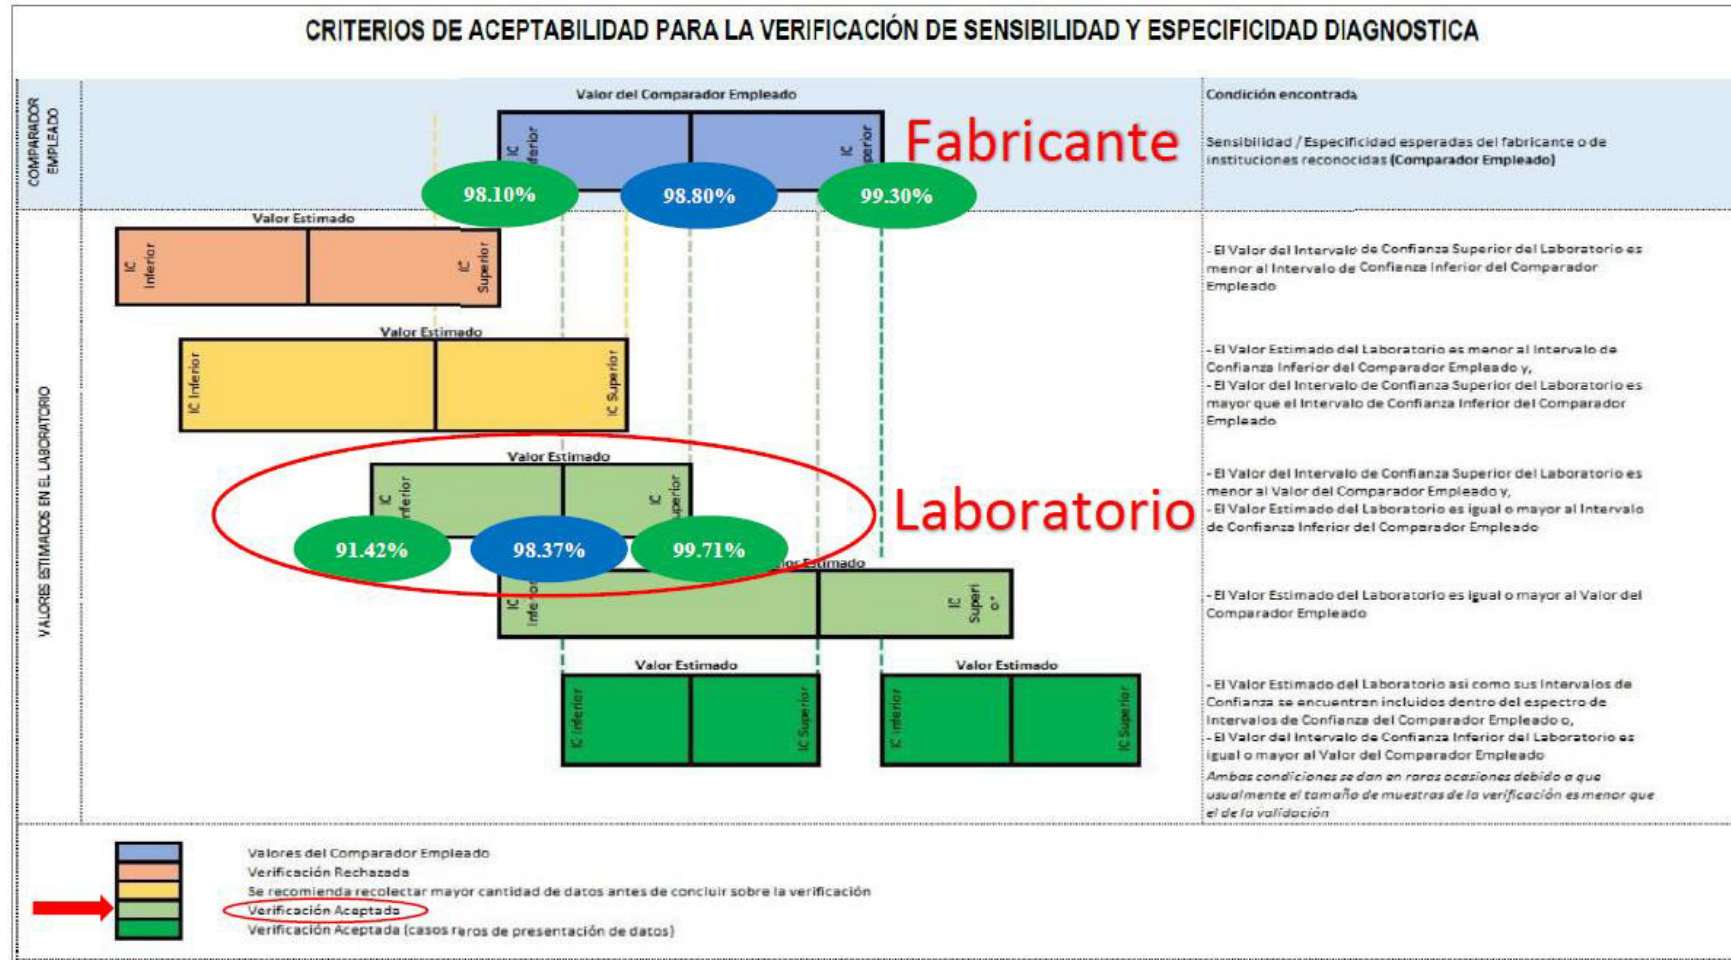 CRITERIOS DE ACEPTABILIDAD PARA LA VERIFICACIÓN DE SENSIBILIDAD Y ESPECIFICIDAD DIAGNOSTICA
COMPARADOR
EMPLEADO
Valor del Comparador Empleado
IC
Inferior
IC
Superior
98.10%
98.80%
99.30%
Fabricante
Condición encontrada
Sensibilidad / Especificidad esperadas del fabricante o de
instituciones reconocidas (Comparador Empleado)
VALORES ESTIMADOS EN EL LABORATORIO
Valor Estimado
IC
Inferior
IC
Superior
- El Valor del Intervalo de Confianza Superior del Laboratorio es
menor al Intervalo de Confianza Inferior del Comparador
Empleado
Valor Estimado
IC Inferior
IC Superior
- El Valor Estimado del Laboratorio es menor al Intervalo de
Confianza Inferior del Comparador Empleado y,
- El Valor del Intervalo de Confianza Superior del Laboratorio es
mayor que el Intervalo de Confianza Inferior del Comparador
Empleado
Valor Estimado
IC
Inferior
IC
Superior
91.42%
98.37%
99.71%
Laboratorio
- El Valor del Intervalo de Confianza Superior del Laboratorio es
menor al Valor del Comparador Empleado y,
- El Valor Estimado del Laboratorio es igual o mayor al Intervalo
de Confianza Inferior del Comparador Empleado
Valor Estimado
IC
Inferior
IC
Superi
or
- El Valor Estimado del Laboratorio es igual o mayor al Valor del
Comparador Empleado
Valor Estimado
IC Inferior
IC Superior
Valor Estimado
IC Inferior
IC Superior
- El Valor Estimado del Laboratorio asi como sus Intervalos de
Confianza se encuentran incluidos dentro del espectro de
Intervalos de Confianza del Comparador Empleado o,
- El Valor del Intervalo de Confianza Inferior del Laboratorio es
igual o mayor al Valor del Comparador Empleado
Ambas condiciones se dan en raras ocasiones debido a que
usualmente el tamaño de muestras de la verificación es menor que
el de la validación
Valores del Comparador Empleado
Verificación Rechazada
Se recomienda recolectar mayor cantidad de datos antes de concluir sobre la verificación
Verificación Aceptada
Verificación Aceptada (casos raros de presentación de datos)